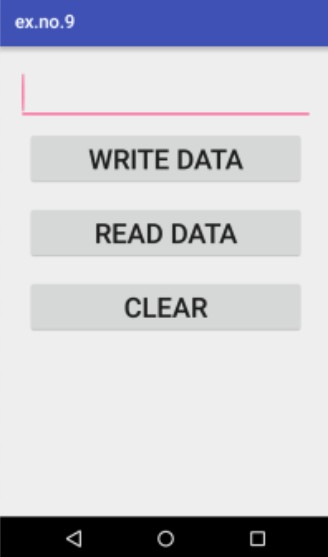 ex.no.9
WRITE DATA
READ DATA
CLEAR